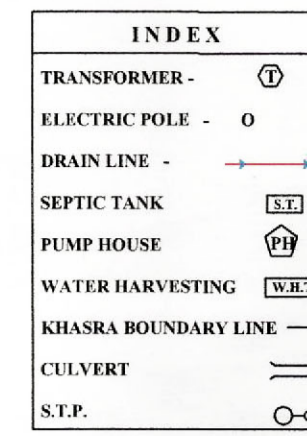 INDEX
TRANSFORMER - T
ELECTRIC POLE - O
DRAIN LINE -
SEPTIC TANK S.T.
PUMP HOUSE PH
WATER HARVESTING W.H.T
KHASRA BOUNDARY LINE
CULVERT
S.T.P.